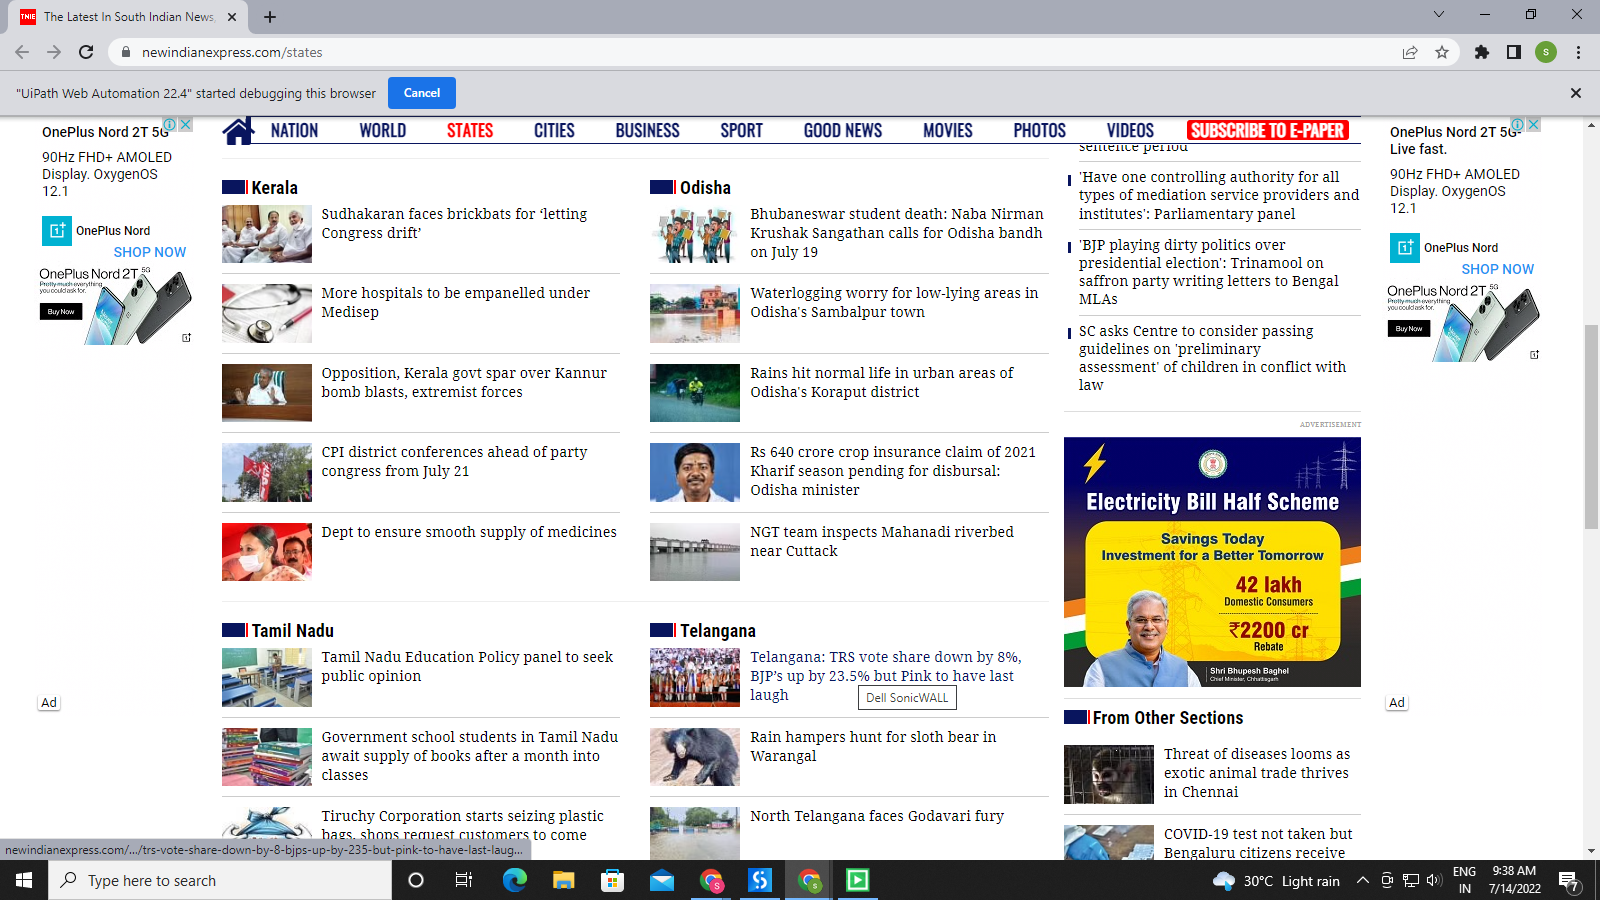 TNIE The Latest In South Indian News,
newindianexpress.com/states
S
"UiPath Web Automation 22.4" started debugging this browser
Cancel
NATION WORLD STATES CITIES BUSINESS SPORT GOOD NEWS MOVIES PHOTOS VIDEOS SUBSCRIBE TO E-PAPER
OnePlus Nord 2T 5G
90Hz FHD+ AMOLED
Display. OxygenOS
12.1
OnePlus Nord
SHOP NOW
OnePlus Nord 2T 5G
Pretty much everything
you could ask for.
Buy Now
Ad
Kerala
Sudhakaran faces brickbats for ‘letting
Congress drift’
More hospitals to be empanelled under
Medisep
Opposition, Kerala govt spar over Kannur
bomb blasts, extremist forces
CPI district conferences ahead of party
congress from July 21
Dept to ensure smooth supply of medicines
Odisha
Bhubaneswar student death: Naba Nirman
Krushak Sangathan calls for Odisha bandh
on July 19
Waterlogging worry for low-lying areas in
Odisha's Sambalpur town
Rains hit normal life in urban areas of
Odisha's Koraput district
Rs 640 crore crop insurance claim of 2021
Kharif season pending for disbursal:
Odisha minister
NGT team inspects Mahanadi riverbed
near Cuttack
Tamil Nadu
Tamil Nadu Education Policy panel to seek
public opinion
Government school students in Tamil Nadu
await supply of books after a month into
classes
Tiruchy Corporation starts seizing plastic
bags, shops request customers to come
Telangana
Telangana: TRS vote share down by 8%,
BJP’s up by 23.5% but Pink to have last
laugh
Dell SonicWALL
Rain hampers hunt for sloth bear in
Warangal
North Telangana faces Godavari fury
sentence period
'Have one controlling authority for all
types of mediation service providers and
institutes': Parliamentary panel
'BJP playing dirty politics over
presidential election': Trinamool on
saffron party writing letters to Bengal
MLAs
SC asks Centre to consider passing
guidelines on 'preliminary
assessment' of children in conflict with
law
ADVERTISEMENT
Electricity Bill Half Scheme
Savings Today
Investment for a Better Tomorrow
42 lakh
Domestic Consumers
₹2200 cr
Rebate
Shri Bhupesh Baghel
Chief Minister, Chhattisgarh
From Other Sections
Threat of diseases looms as
exotic animal trade thrives
in Chennai
COVID-19 test not taken but
Bengaluru citizens receive
OnePlus Nord 2T 5G-
Live fast.
90Hz FHD+ AMOLED
Display. OxygenOS
12.1
OnePlus Nord
SHOP NOW
OnePlus Nord 2T 5G
Pretty much everything
you could ask for.
Buy Now
Ad
newindianexpress.com/.../trs-vote-share-down-by-8-bjps-up-by-235-but-pink-to-have-last-laug...
Type here to search
30°C Light rain
ENG
IN
9:38 AM
7/14/2022
7